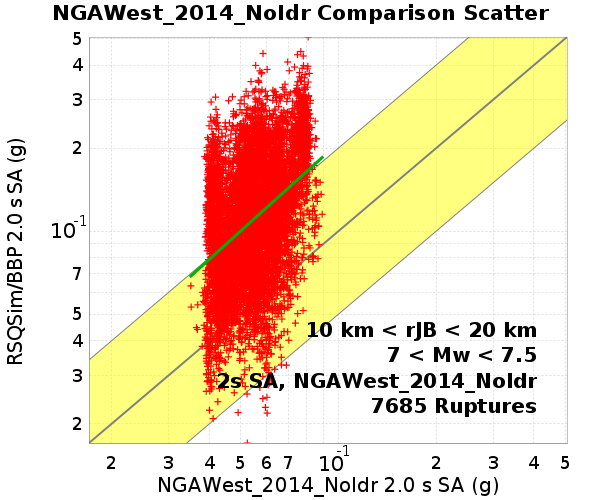 NGAWest_2014_NoIdr Comparison Scatter
RSQSim/BBP 2.0 s SA (g)
5
4
3
2
10-1
7
5
4
3
2
10 km < rJB < 20 km
7 < Mw < 7.5
2s SA, NGAWest_2014_NoIdr
7685 Ruptures
2 3 4 5 6 7 10-1 2 3 4 5
NGAWest_2014_NoIdr 2.0 s SA (g)